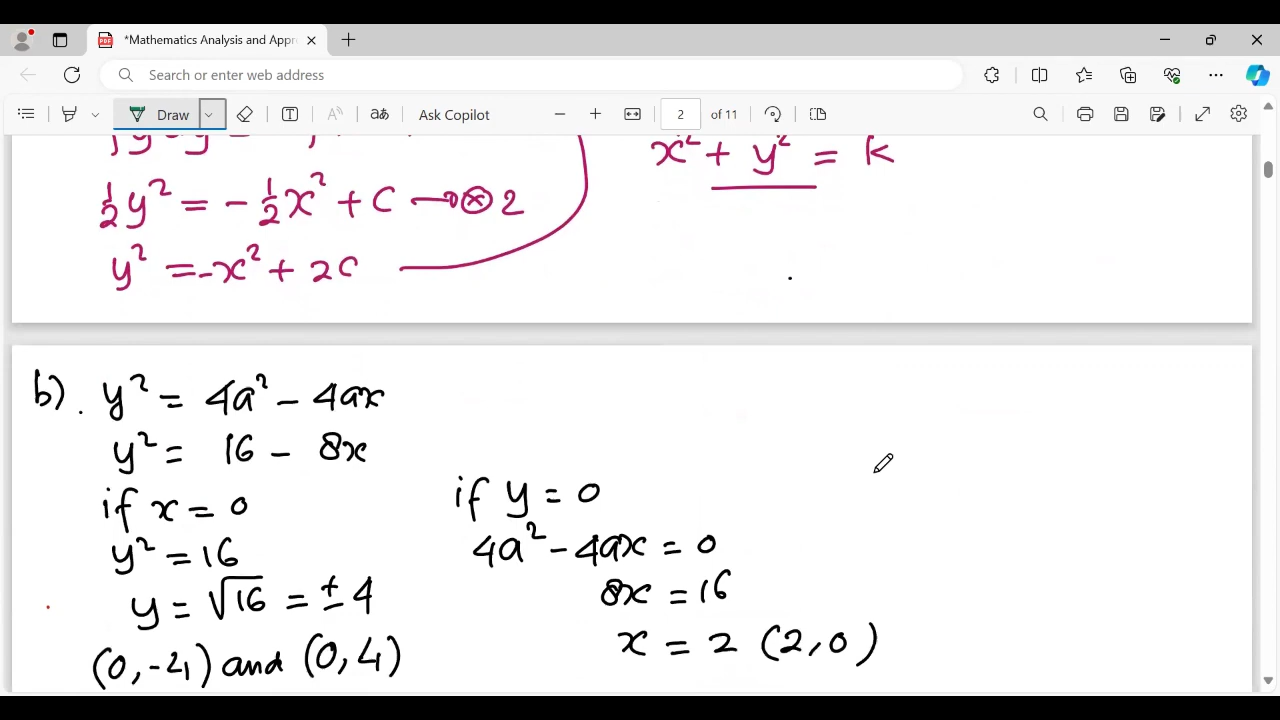 *Mathematics Analysis and Appr
Search or enter web address
Draw
aあ
Ask Copilot
2 of 11
x² + y² = k
½y² = -½x² + C → ⊗ 2
y² = -x² + 2C
b). y² = 4a² - 4ax
y² = 16 - 8x
if x = 0
y² = 16
y = √16 = ± 4
(0, -4) and (0, 4)
if y = 0
4a² - 4ax = 0
8x = 16
x = 2 (2, 0)